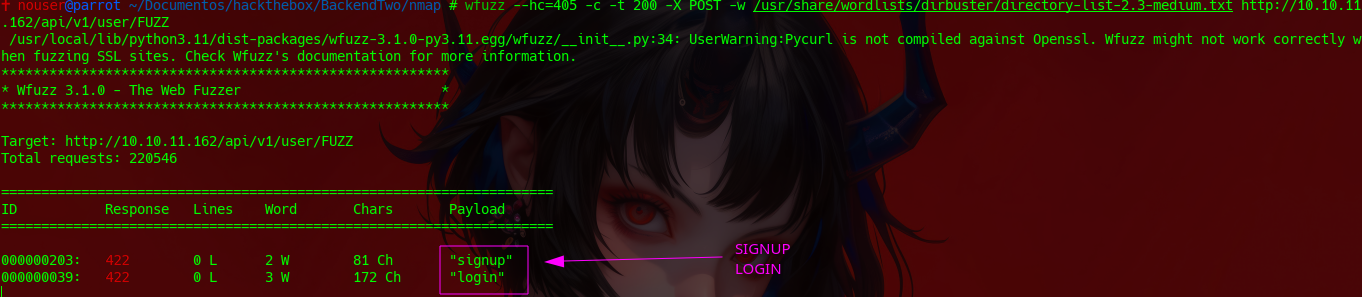 ✝ nouser@parrot ~/Documentos/hackthebox/BackendTwo/nmap # wfuzz --hc=405 -c -t 200 -X POST -w /usr/share/wordlists/dirbuster/directory-list-2.3-medium.txt http://10.10.11
.162/api/v1/user/FUZZ
/usr/local/lib/python3.11/dist-packages/wfuzz-3.1.0-py3.11.egg/wfuzz/__init__.py:34: UserWarning:Pycurl is not compiled against Openssl. Wfuzz might not work correctly w
hen fuzzing SSL sites. Check Wfuzz's documentation for more information.
********************************************************
* Wfuzz 3.1.0 - The Web Fuzzer                         *
********************************************************
Target: http://10.10.11.162/api/v1/user/FUZZ
Total requests: 220546
=====================================================================
ID           Response   Lines    Word       Chars       Payload
=====================================================================
000000203:   422        0 L      2 W        81 Ch       "signup"
000000039:   422        0 L      3 W        172 Ch      "login"
SIGNUP
LOGIN